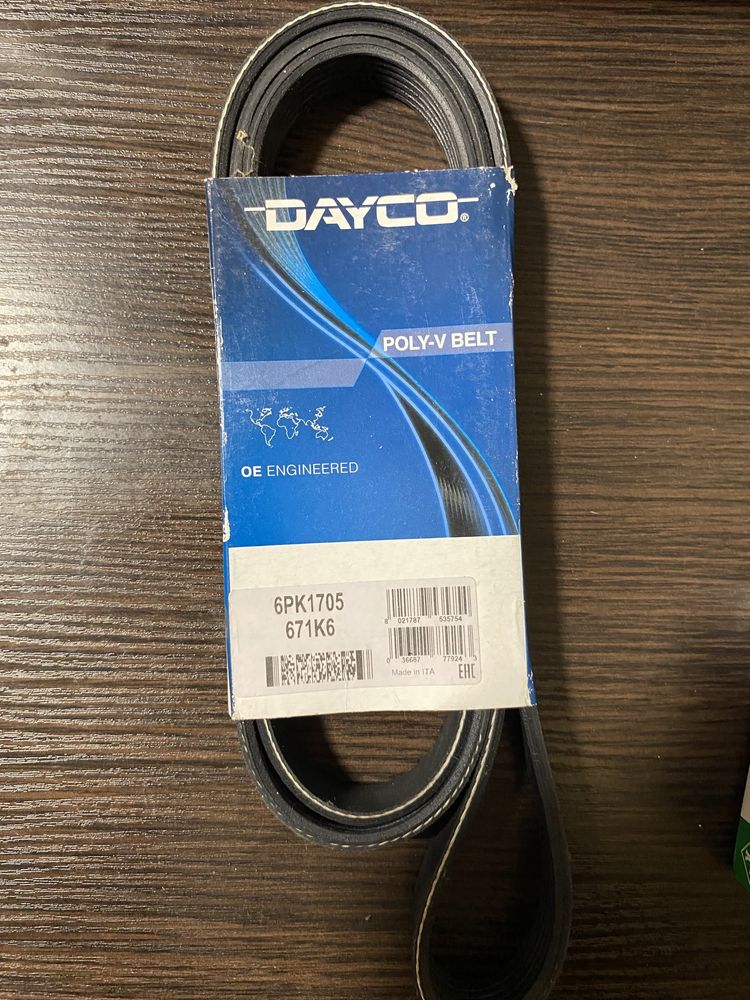 DAYCO®
POLY-V BELT
OE ENGINEERED
6PK1705
671K6
8 021787 535754
0 36687 77924 3
Made in ITA
EAC